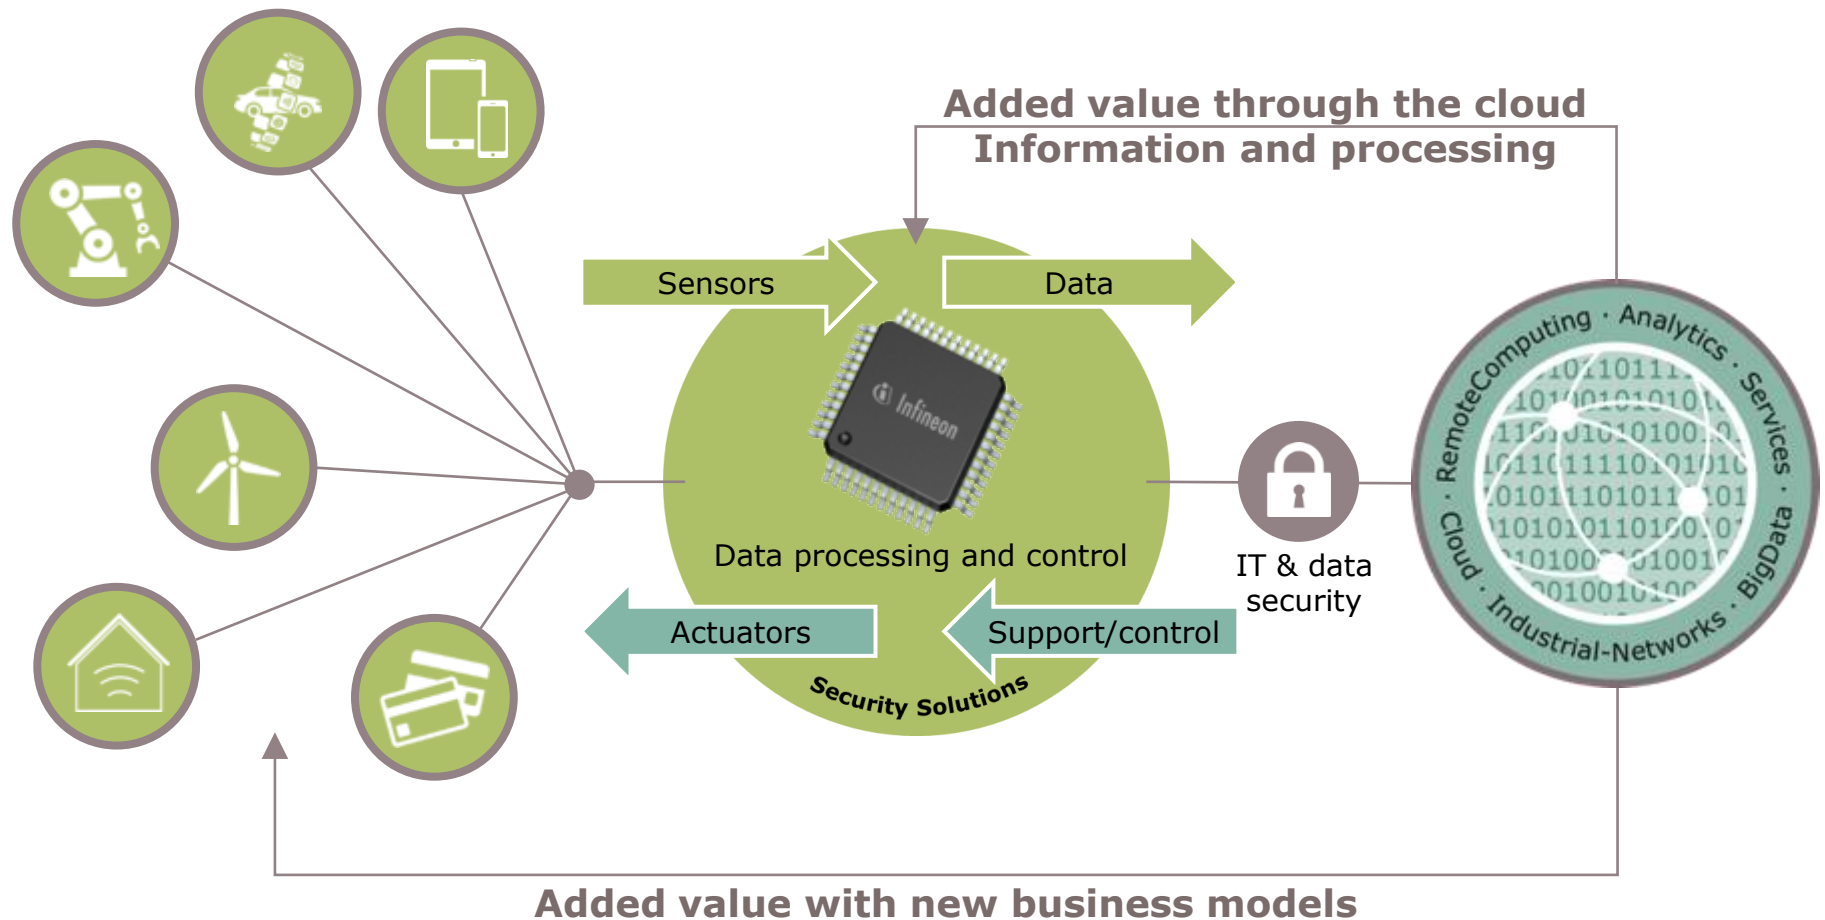 Added value through the cloud
Information and processing
Sensors
Data
Infineon
Data processing and control
IT & data
security
Actuators
Support/control
Security Solutions
Cloud · RemoteComputing · Analytics · Services · BigData · Industrial-Networks ·
Added value with new business models